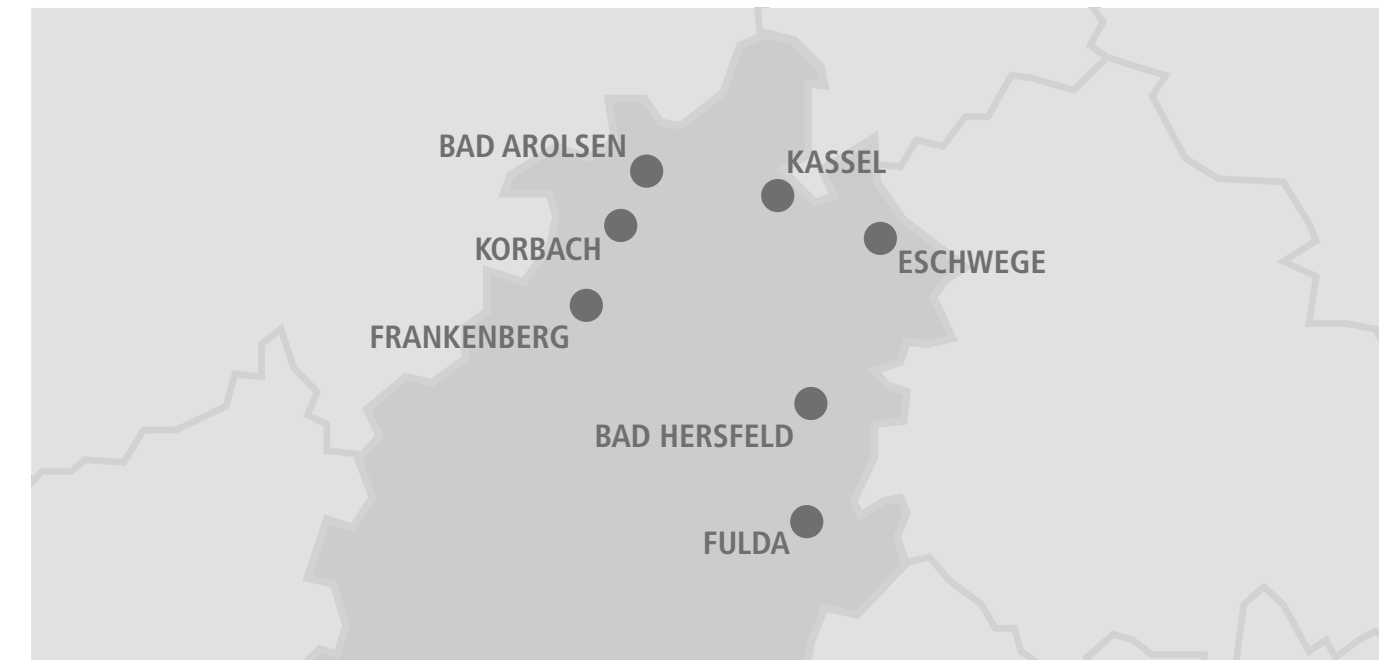 BAD AROLSEN
KASSEL
KORBACH
ESCHWEGE
FRANKENBERG
BAD HERSFELD
FULDA